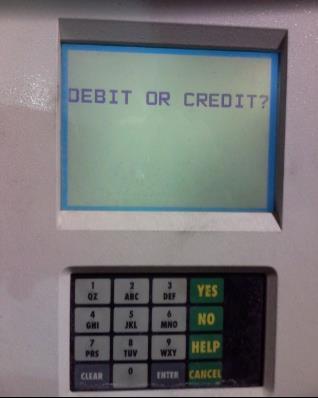 DEBIT OR CREDIT?
1 2 3 YES
QZ ABC DEF
4 5 6 NO
GHI JKL MNO
7 8 9 HELP
PRS TUV WXY
CLEAR 0 ENTER CANCEL